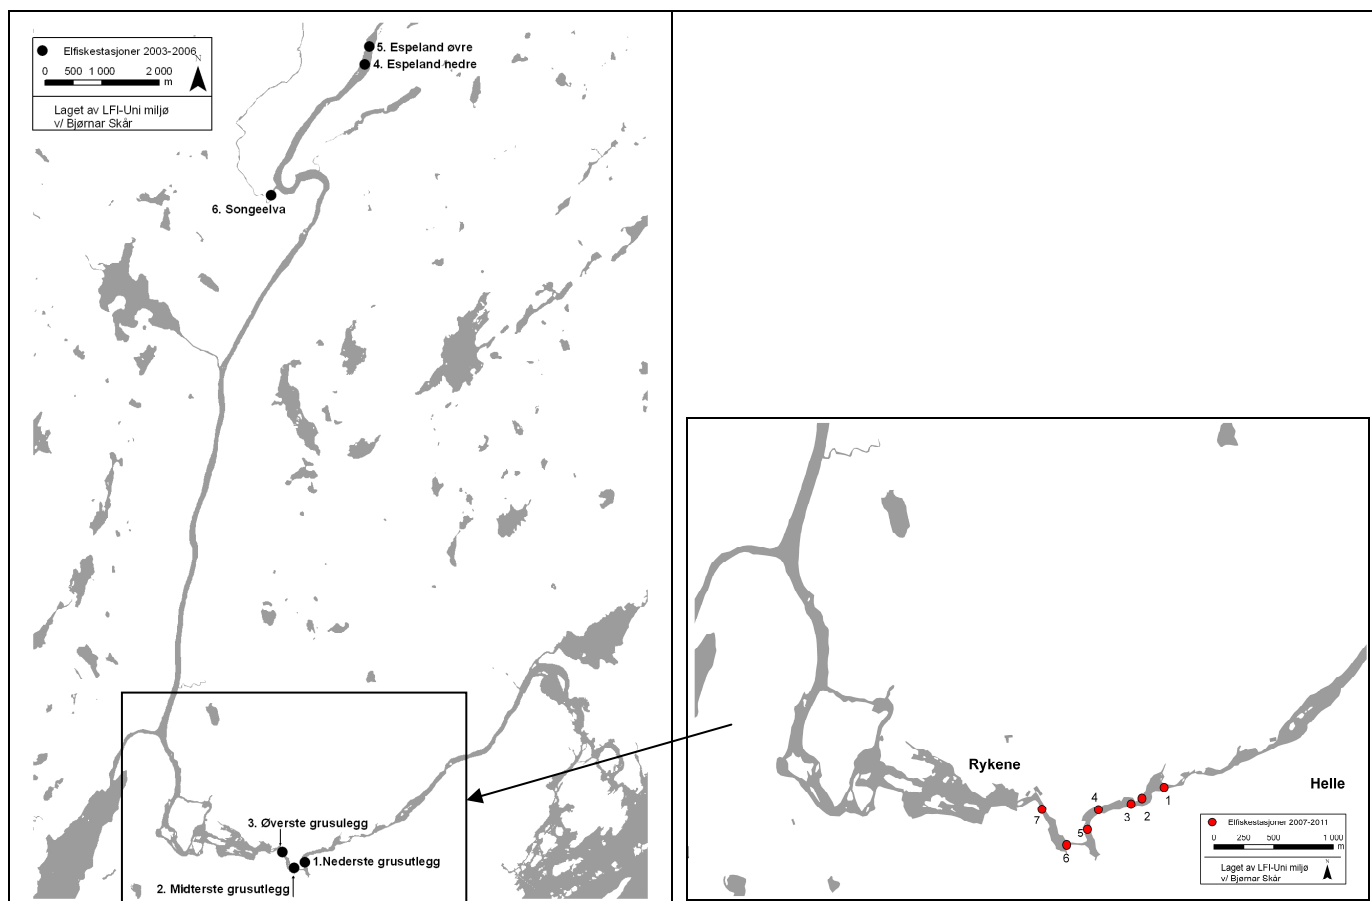 Elfiskestasjoner 2003-2006
N
0 500 1 000 2 000
m
Laget av LFI-Uni miljø
v/ Bjørnar Skår
5. Espeland øvre
4. Espeland nedre
6. Songeelva
3. Øverste grusulegg
1.Nederste grusutlegg
2. Midterste grusutlegg
Rykene
Helle
1
2
3
4
5
6
7
Elfiskestasjoner 2007-2011
0 250 500 1 000
m
Laget av LFI-Uni miljø
v/ Bjørnar Skår
N